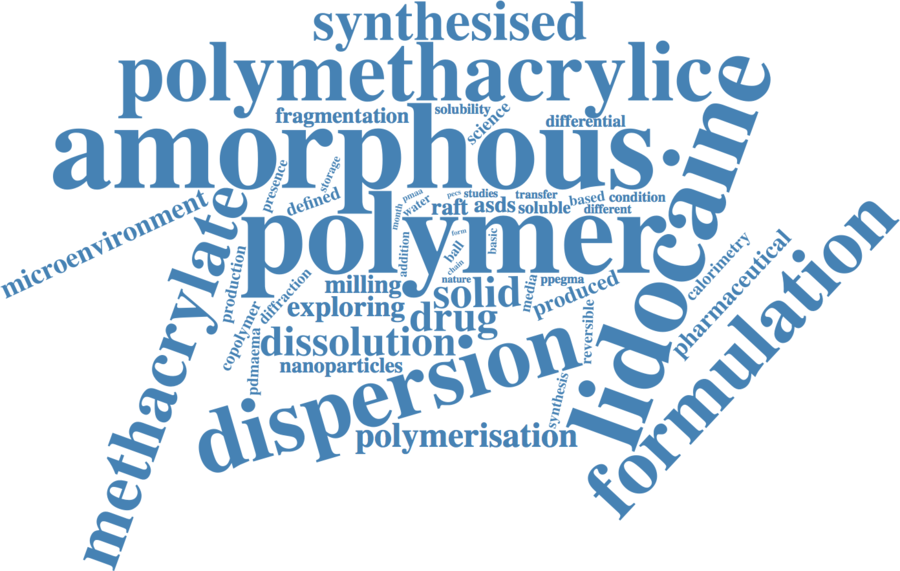 synthesised
polymethacrylice
fragmentation
solubility
science
differential
amorphous
lidocaine
presence
storage
defined
pmaa
water
pecs
studies
transfer
based
condition
raft
asds
soluble
different
month
microenvironment
methacrylate
polymer
addition
form
ball
basic
chain
nature
formulation
calorimetry
pharmaceutical
production
diffraction
milling
solid
media
ppegma
produced
exploring
drug
reversible
copolymer
pdmaema
dissolution
nanoparticles
dispersion
synthesis
polymerisation